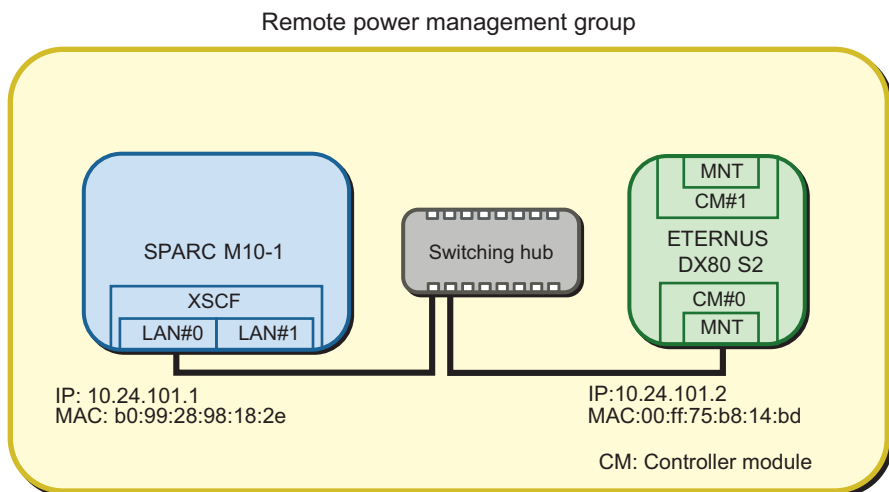 Remote power management group
SPARC M10-1
XSCF
LAN#0
LAN#1
IP: 10.24.101.1
MAC: b0:99:28:98:18:2e
Switching hub
MNT
CM#1
ETERNUS
DX80 S2
CM#0
MNT
IP:10.24.101.2
MAC:00:ff:75:b8:14:bd
CM: Controller module